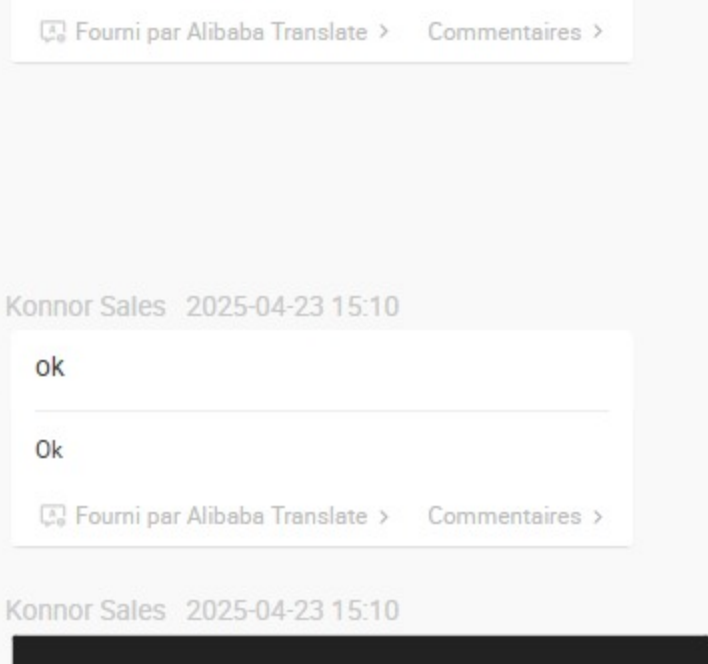 Fourni par Alibaba Translate > Commentaires >
Konnor Sales 2025-04-23 15:10
ok
Ok
Fourni par Alibaba Translate > Commentaires >
Konnor Sales 2025-04-23 15:10